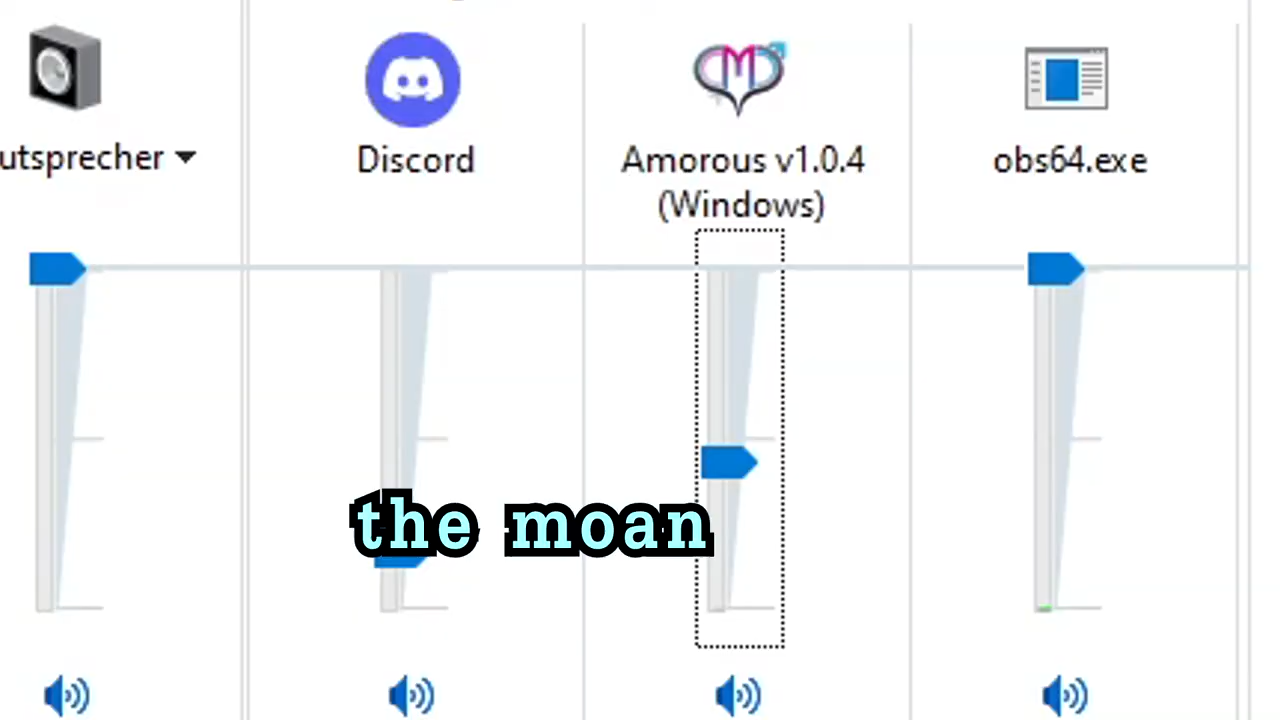 utsprecher
Discord
Amorous v1.0.4
(Windows)
obs64.exe
the moan